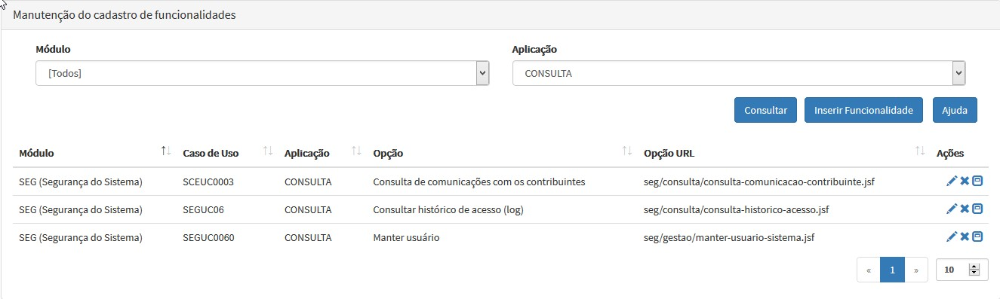 Manutenção do cadastro de funcionalidades
Módulo Aplicação
[Todos] CONSULTA
Consultar Inserir Funcionalidade Ajuda
Módulo Caso de Uso Aplicação Opção Opção URL Ações
SEG (Segurança do Sistema) SCEUC0003 CONSULTA Consulta de comunicações com os contribuintes seg/consulta/consulta-comunicacao-contribuinte.jsf
SEG (Segurança do Sistema) SEGUC06 CONSULTA Consultar histórico de acesso (log) seg/consulta/consulta-historico-acesso.jsf
SEG (Segurança do Sistema) SEGUC0060 CONSULTA Manter usuário seg/gestao/manter-usuario-sistema.jsf
« 1 » 10